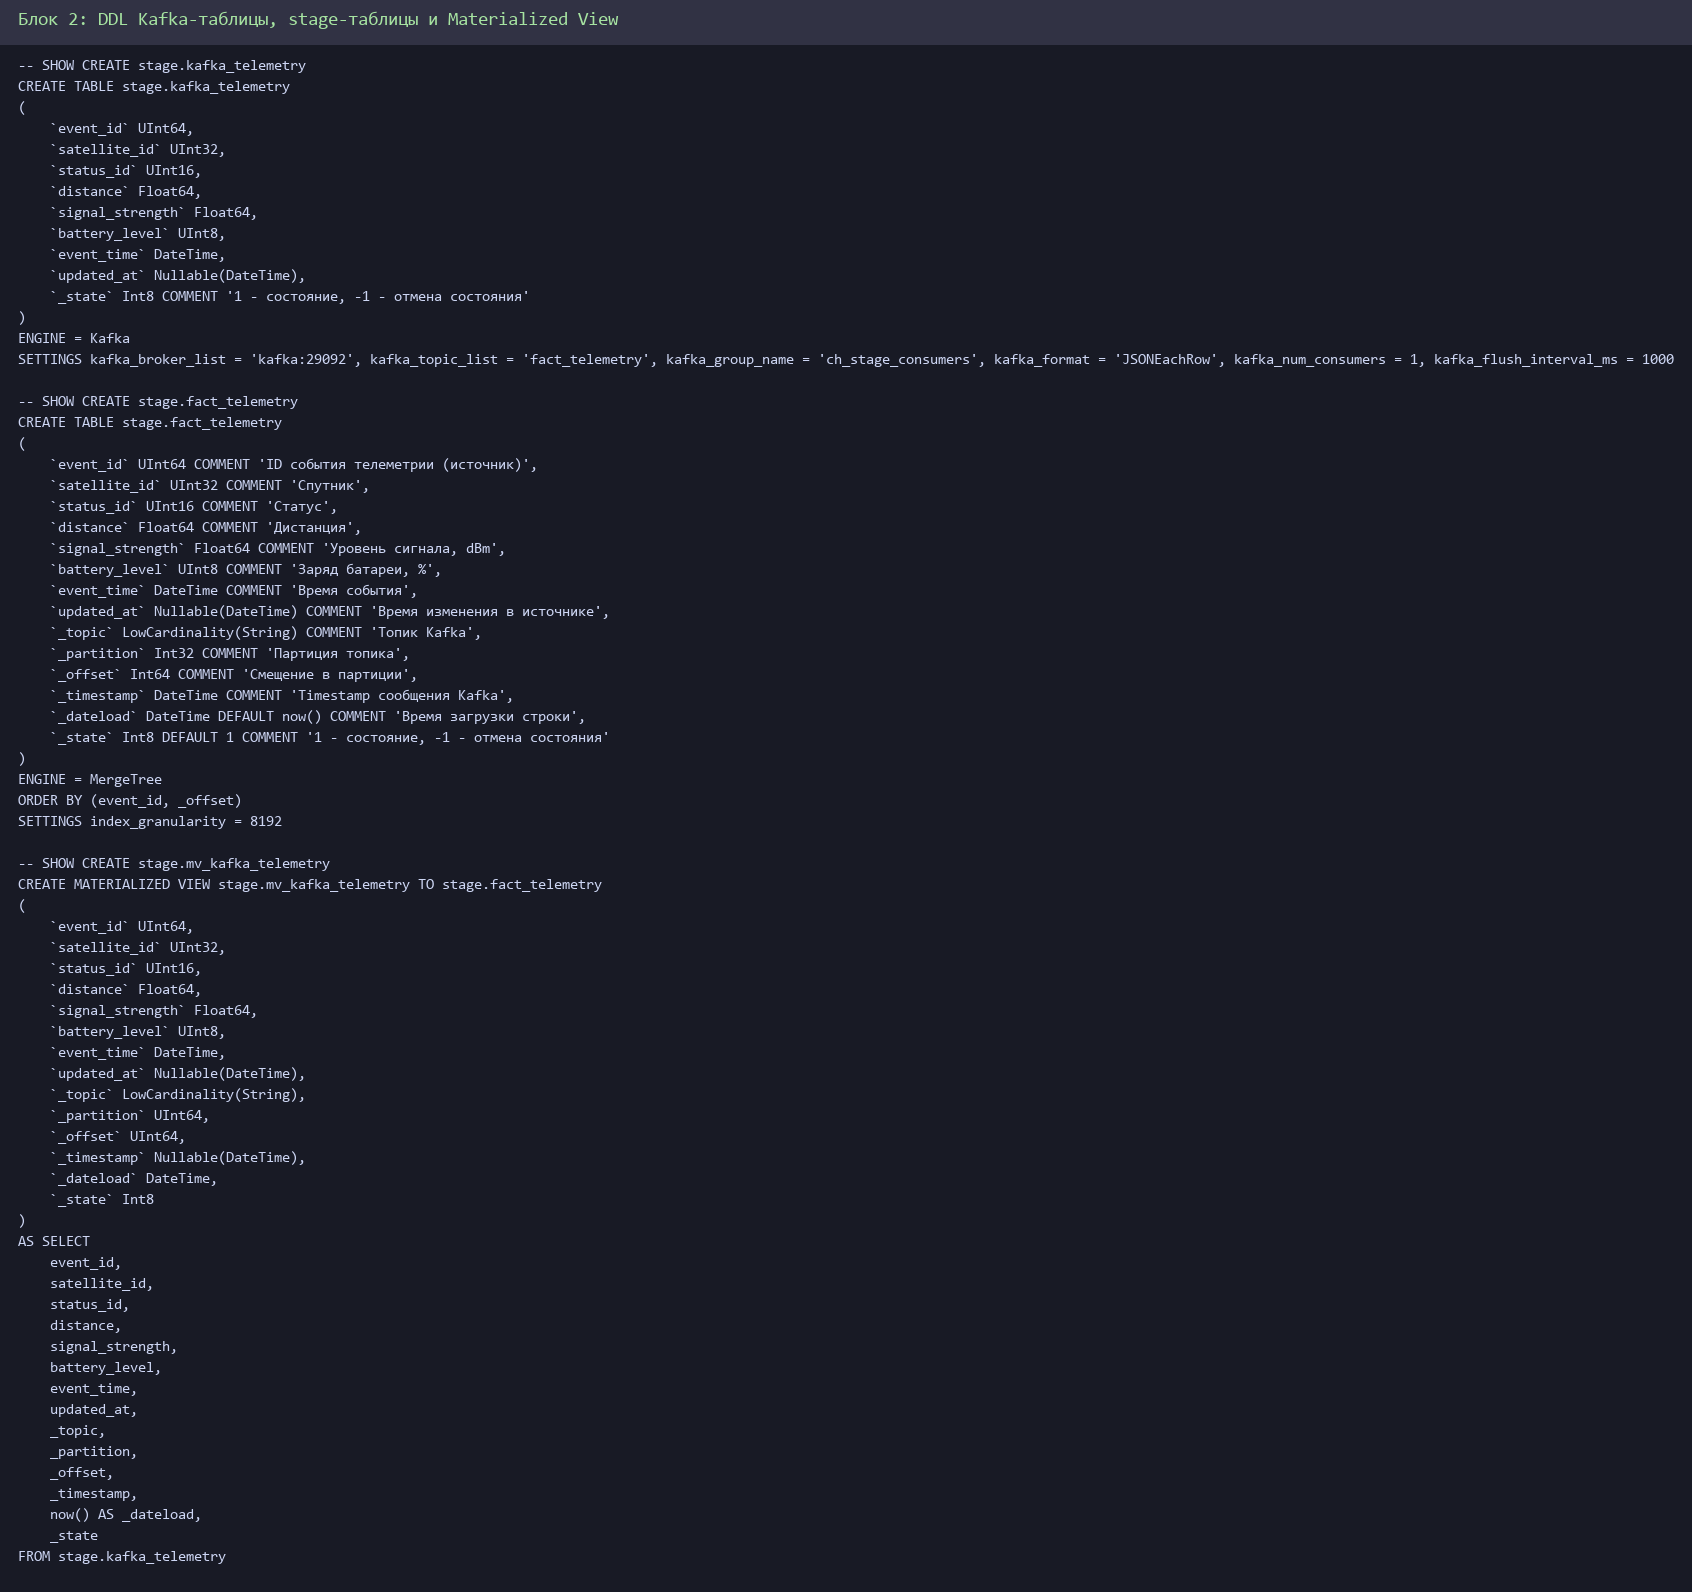 Блок 2: DDL Kafka-таблицы, stage-таблицы и Materialized View
-- SHOW CREATE stage.kafka_telemetry
CREATE TABLE stage.kafka_telemetry
(
    `event_id` UInt64,
    `satellite_id` UInt32,
    `status_id` UInt16,
    `distance` Float64,
    `signal_strength` Float64,
    `battery_level` UInt8,
    `event_time` DateTime,
    `updated_at` Nullable(DateTime),
    `_state` Int8 COMMENT '1 - состояние, -1 - отмена состояния'
)
ENGINE = Kafka
SETTINGS kafka_broker_list = 'kafka:29092', kafka_topic_list = 'fact_telemetry', kafka_group_name = 'ch_stage_consumers', kafka_format = 'JSONEachRow', kafka_num_consumers = 1, kafka_flush_interval_ms = 1000

-- SHOW CREATE stage.fact_telemetry
CREATE TABLE stage.fact_telemetry
(
    `event_id` UInt64 COMMENT 'ID события телеметрии (источник)',
    `satellite_id` UInt32 COMMENT 'Спутник',
    `status_id` UInt16 COMMENT 'Статус',
    `distance` Float64 COMMENT 'Дистанция',
    `signal_strength` Float64 COMMENT 'Уровень сигнала, dBm',
    `battery_level` UInt8 COMMENT 'Заряд батареи, %',
    `event_time` DateTime COMMENT 'Время события',
    `updated_at` Nullable(DateTime) COMMENT 'Время изменения в источнике',
    `_topic` LowCardinality(String) COMMENT 'Топик Kafka',
    `_partition` Int32 COMMENT 'Партиция топика',
    `_offset` Int64 COMMENT 'Смещение в партиции',
    `_timestamp` DateTime COMMENT 'Timestamp сообщения Kafka',
    `_dateload` DateTime DEFAULT now() COMMENT 'Время загрузки строки',
    `_state` Int8 DEFAULT 1 COMMENT '1 - состояние, -1 - отмена состояния'
)
ENGINE = MergeTree
ORDER BY (event_id, _offset)
SETTINGS index_granularity = 8192

-- SHOW CREATE stage.mv_kafka_telemetry
CREATE MATERIALIZED VIEW stage.mv_kafka_telemetry TO stage.fact_telemetry
(
    `event_id` UInt64,
    `satellite_id` UInt32,
    `status_id` UInt16,
    `distance` Float64,
    `signal_strength` Float64,
    `battery_level` UInt8,
    `event_time` DateTime,
    `updated_at` Nullable(DateTime),
    `_topic` LowCardinality(String),
    `_partition` UInt64,
    `_offset` UInt64,
    `_timestamp` Nullable(DateTime),
    `_dateload` DateTime,
    `_state` Int8
)
AS SELECT
    event_id,
    satellite_id,
    status_id,
    distance,
    signal_strength,
    battery_level,
    event_time,
    updated_at,
    _topic,
    _partition,
    _offset,
    _timestamp,
    now() AS _dateload,
    _state
FROM stage.kafka_telemetry